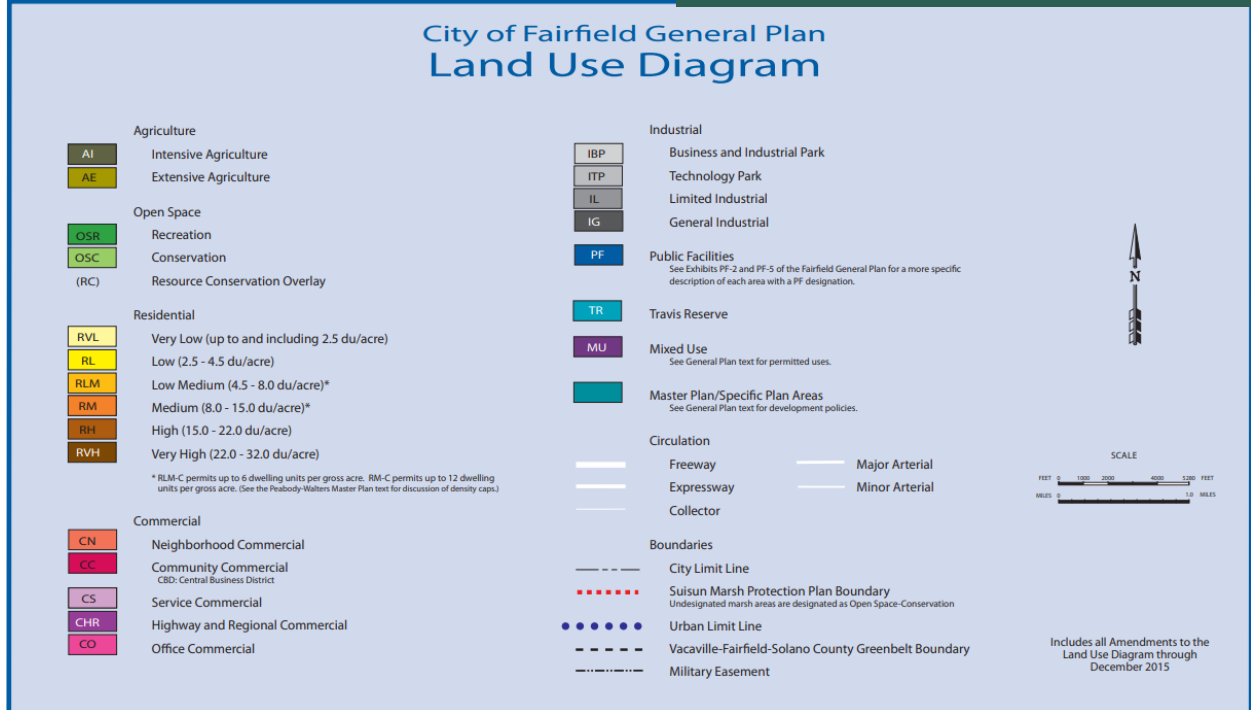 City of Fairfield General Plan
Land Use Diagram
Agriculture
AI Intensive Agriculture
AE Extensive Agriculture
Open Space
OSR Recreation
OSC Conservation
(RC) Resource Conservation Overlay
Residential
RVL Very Low (up to and including 2.5 du/acre)
RL Low (2.5 - 4.5 du/acre)
RLM Low Medium (4.5 - 8.0 du/acre)*
RM Medium (8.0 - 15.0 du/acre)*
RH High (15.0 - 22.0 du/acre)
RVH Very High (22.0 - 32.0 du/acre)
* RLM-C permits up to 6 dwelling units per gross acre. RM-C permits up to 12 dwelling
units per gross acre. (See the Peabody-Walters Master Plan text for discussion of density caps.)
Commercial
CN Neighborhood Commercial
CC Community Commercial
CBD: Central Business District
CS Service Commercial
CHR Highway and Regional Commercial
CO Office Commercial
Industrial
IBP Business and Industrial Park
ITP Technology Park
IL Limited Industrial
IG General Industrial
PF Public Facilities
See Exhibits PF-2 and PF-5 of the Fairfield General Plan for a more specific
description of each area with a PF designation.
TR Travis Reserve
MU Mixed Use
See General Plan text for permitted uses.
Master Plan/Specific Plan Areas
See General Plan text for development policies.
Circulation
Freeway Major Arterial
Expressway Minor Arterial
Collector
Boundaries
City Limit Line
Suisun Marsh Protection Plan Boundary
Undesignated marsh areas are designated as Open Space-Conservation
Urban Limit Line
Vacaville-Fairfield-Solano County Greenbelt Boundary
Military Easement
N
SCALE
FEET 0 1000 2000 4000 5280 FEET
MILES 0 1.0 MILES
Includes all Amendments to the
Land Use Diagram through
December 2015